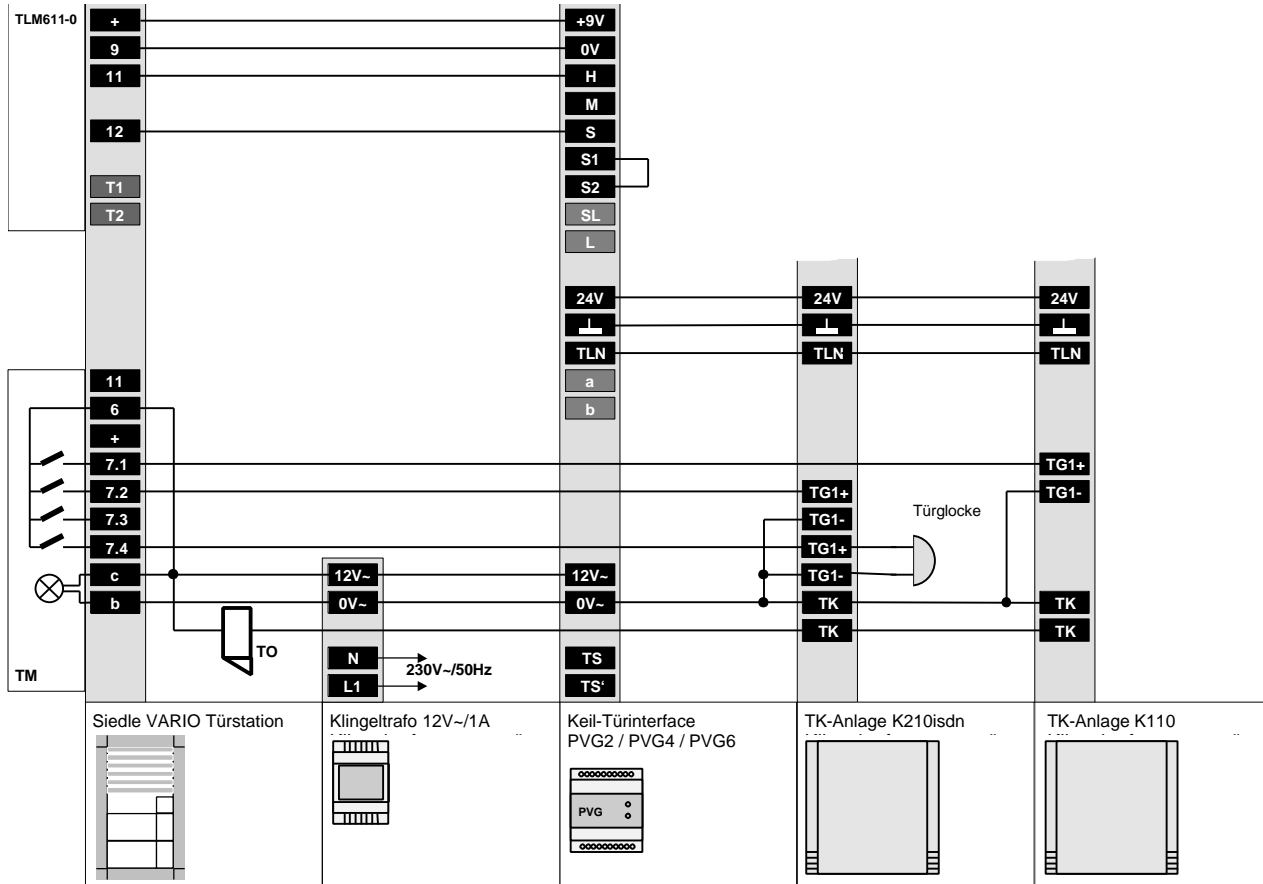 TLM611-0 + +9V
9 0V
11 H
M
12 S
S1
T1 S2
T2 SL
L
24V 24V 24V
TLN TLN TLN
11 a
6 b
+
7.1 TG1+
7.2 TG1+ TG1-
7.3 TG1- Türglocke
7.4 TG1+
c 12V~ 12V~ TG1-
b 0V~ 0V~ TK TK
TO TK TK
N 230V~/50Hz TS
TM L1 TS‘
Siedle VARIO Türstation
Klingeltrafo 12V~/1A
Keil-Türinterface
PVG2 / PVG4 / PVG6
PVG
TK-Anlage K210isdn
TK-Anlage K110